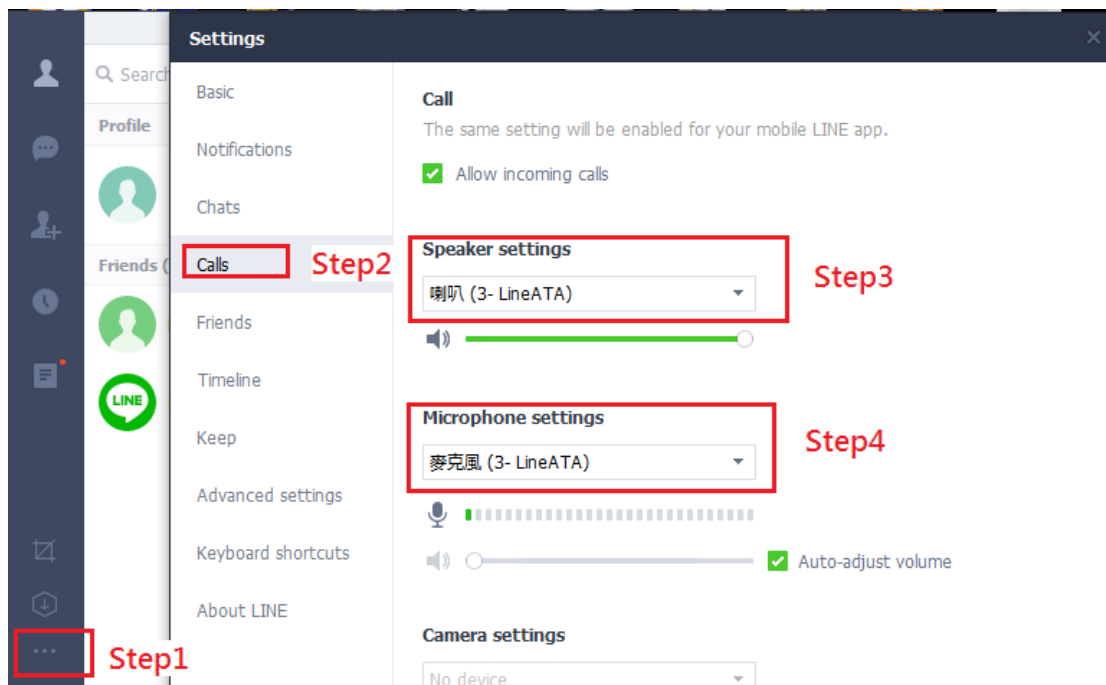 Settings
Search
Profile
Friends (
LINE
Step1
Basic
Notifications
Chats
Calls
Step2
Friends
Timeline
Keep
Advanced settings
Keyboard shortcuts
About LINE
Call
The same setting will be enabled for your mobile LINE app.
Allow incoming calls
Speaker settings
喇叭 (3- LineATA)
Step3
Microphone settings
麥克風 (3- LineATA)
Step4
Auto-adjust volume
Camera settings
No device